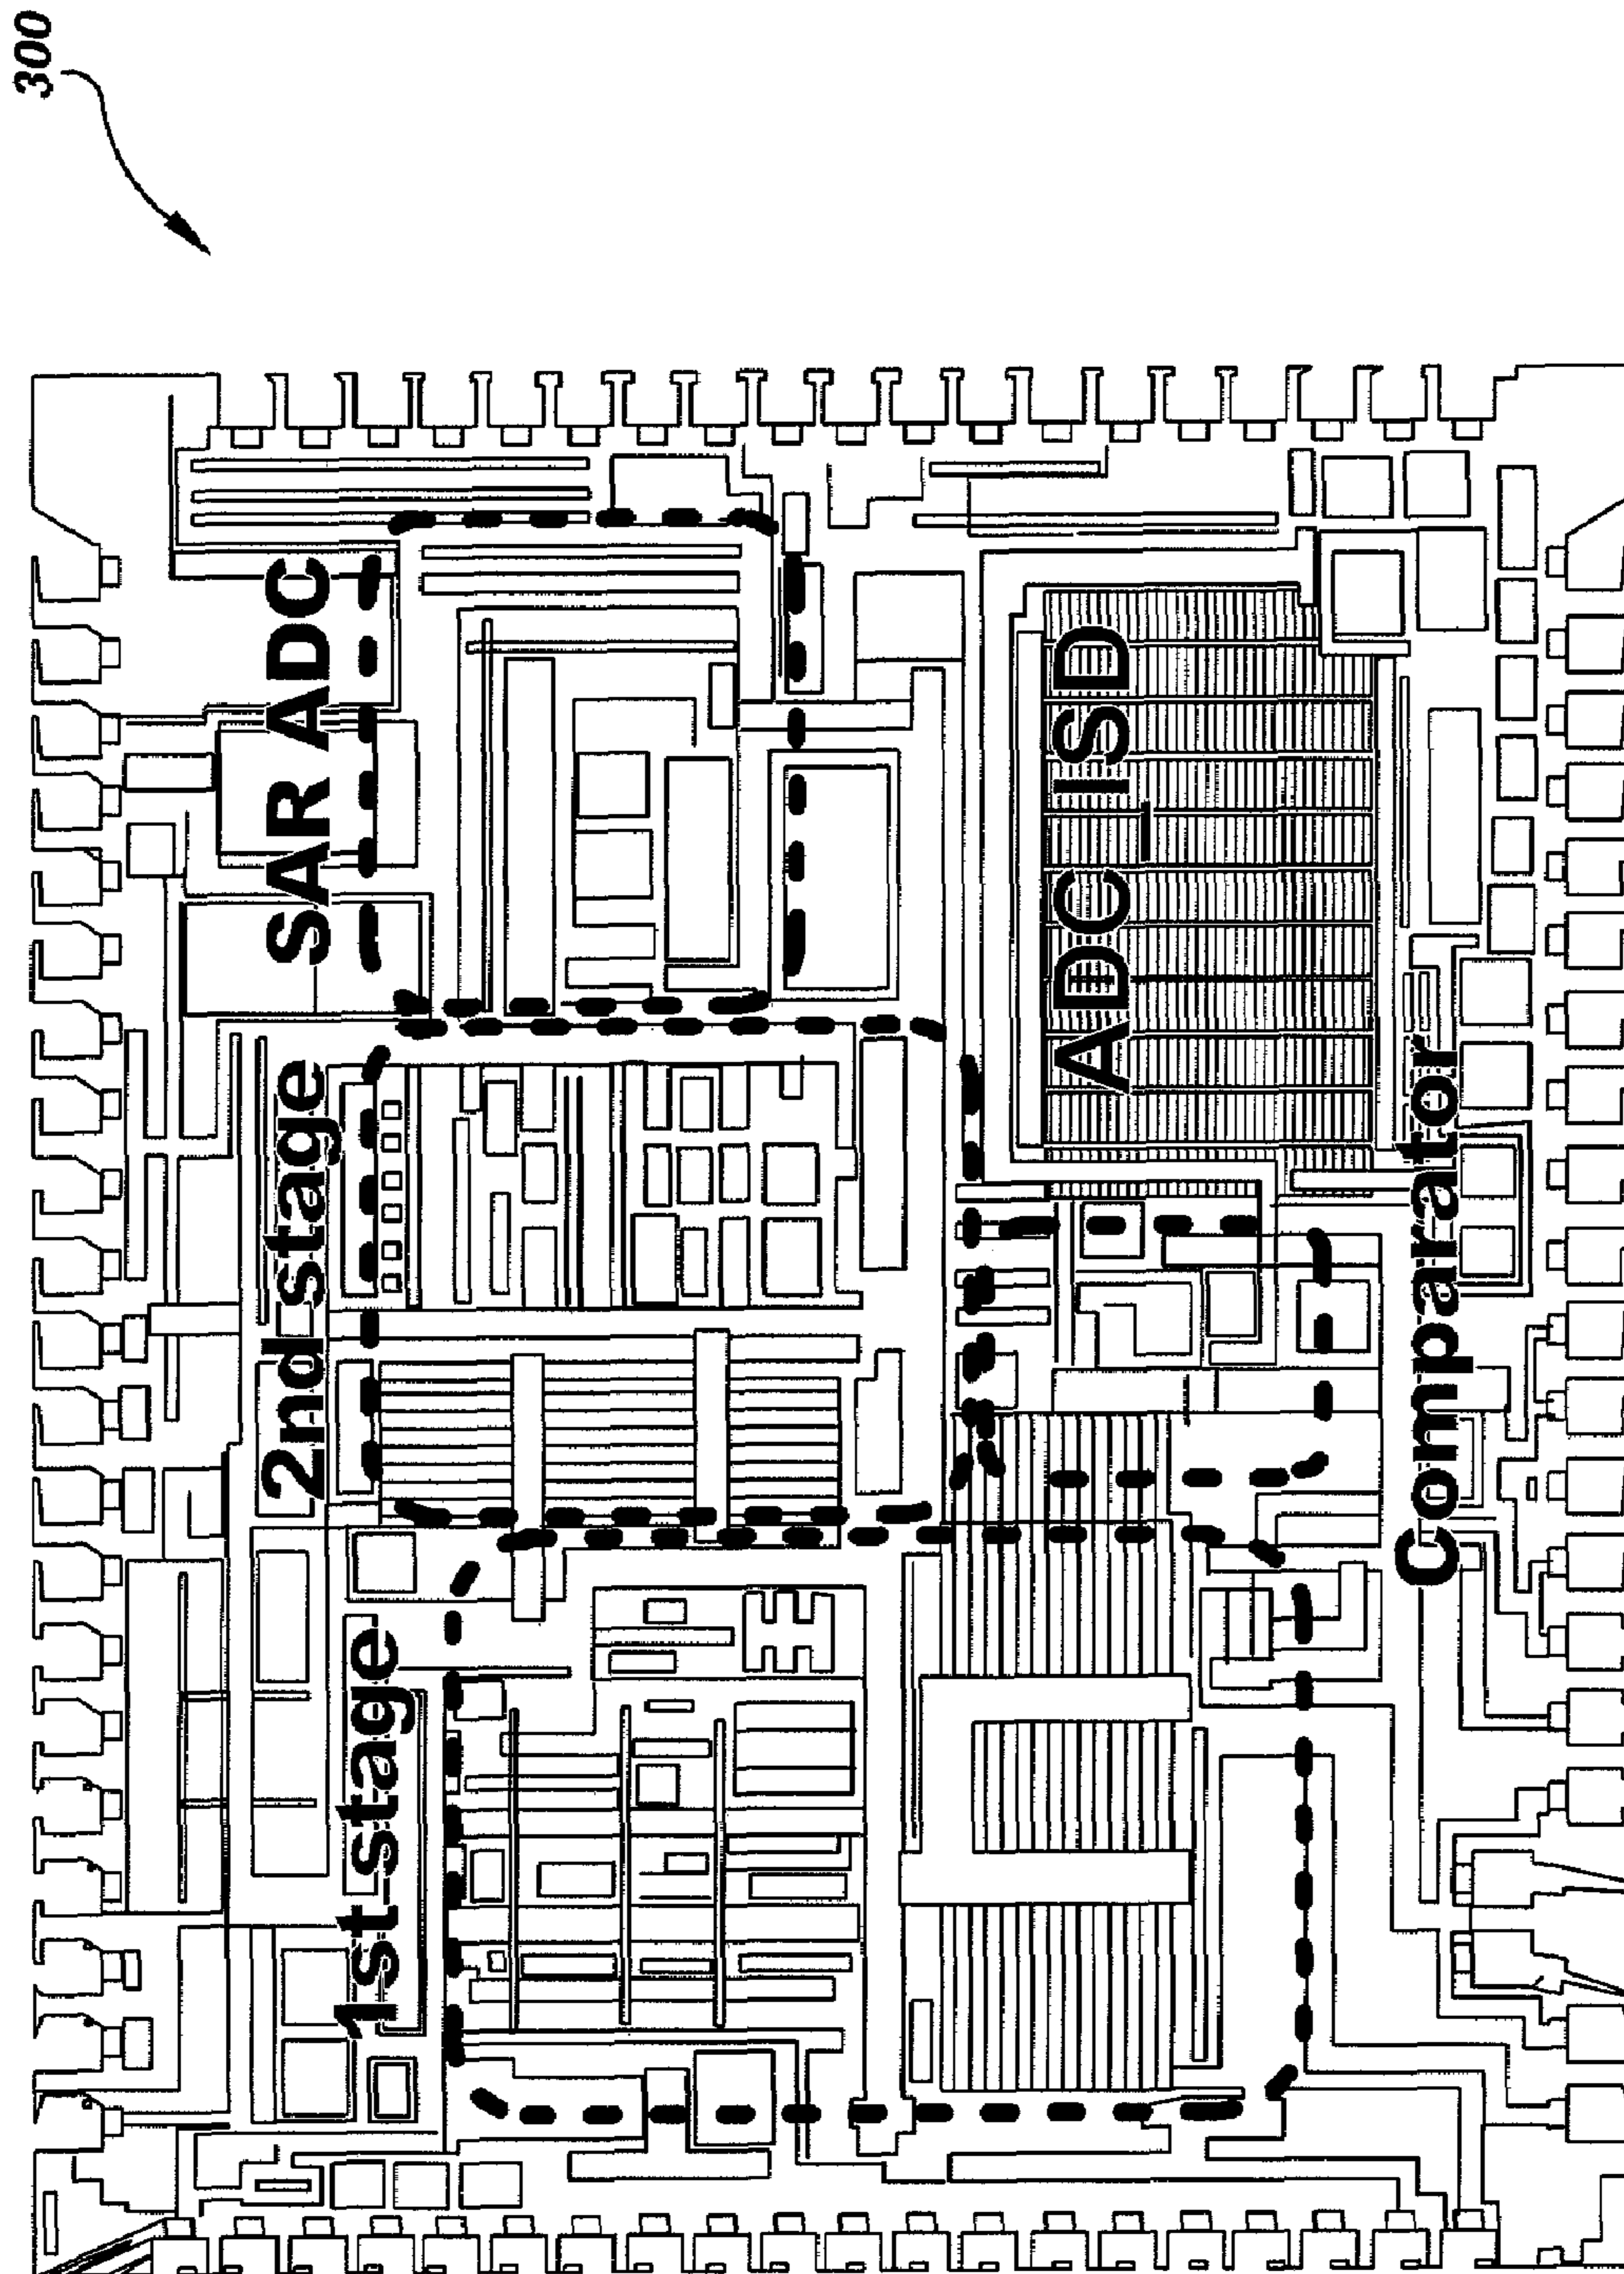 300
1st stage
2nd stage
SAR ADC
ADC_ISD
Comparator